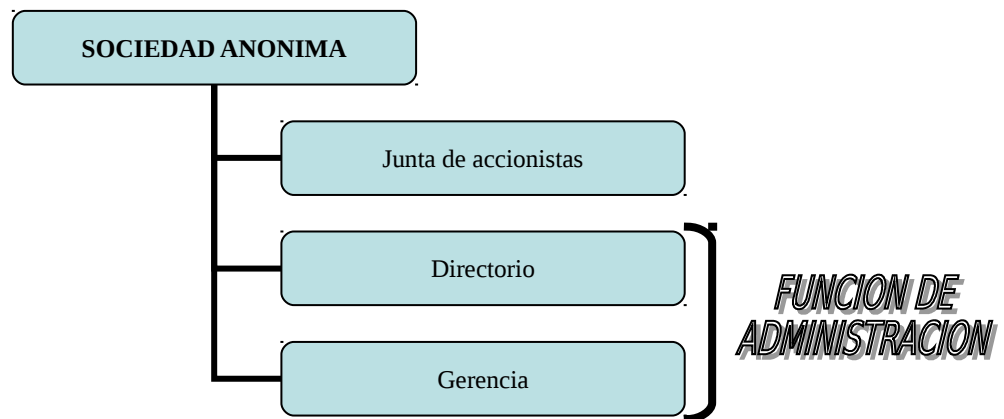 SOCIEDAD ANONIMA
Junta de accionistas
Directorio
Gerencia
FUNCION DE
ADMINISTRACION